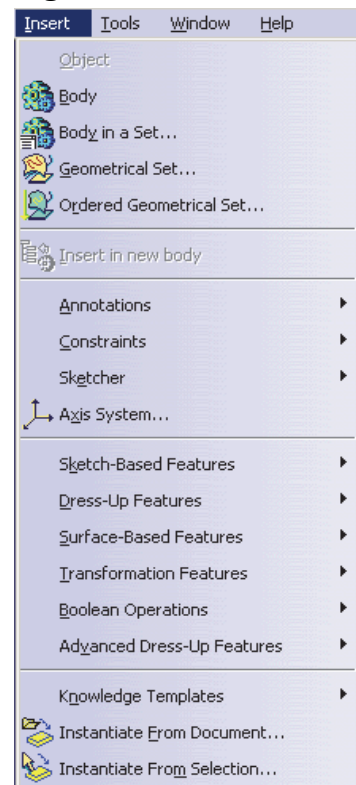 Insert Tools Window Help
Object
Body
Body in a Set...
Geometrical Set...
Ordered Geometrical Set...
Insert in new body
Annotations
Constraints
Sketcher
Axis System...
Sketch-Based Features
Dress-Up Features
Surface-Based Features
Transformation Features
Boolean Operations
Advanced Dress-Up Features
Knowledge Templates
Instantiate From Document...
Instantiate From Selection...